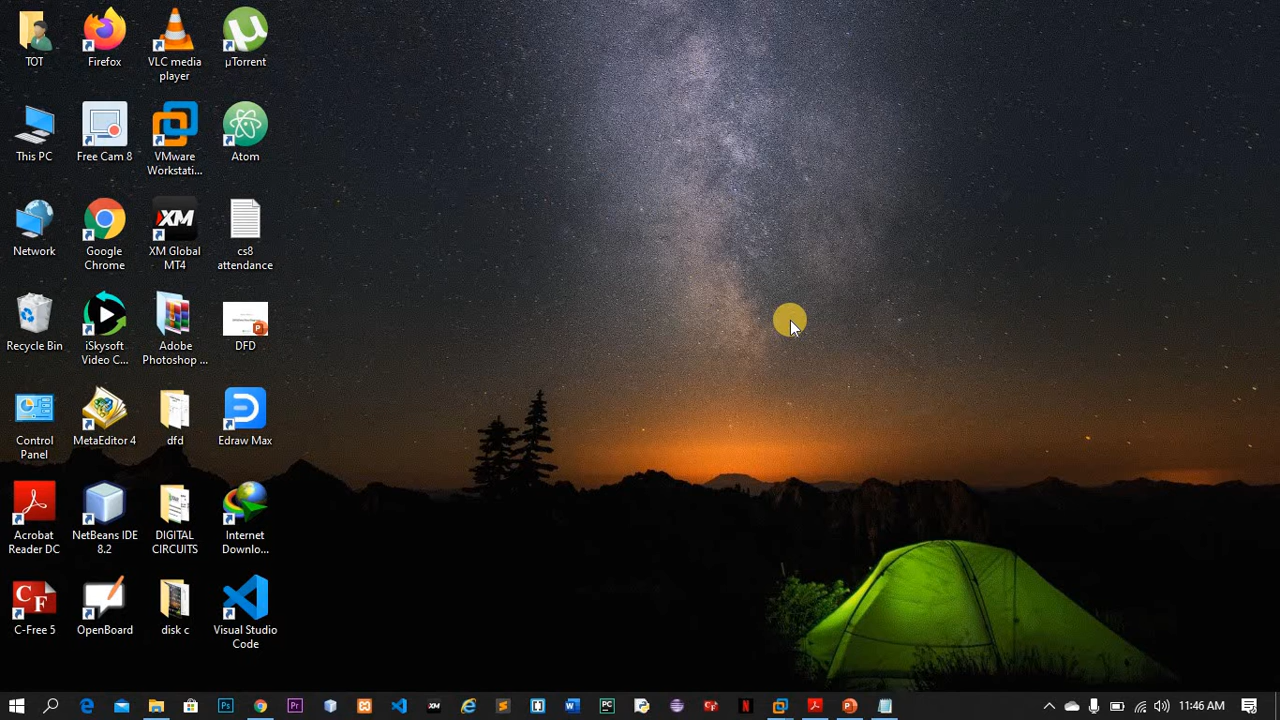 TOT
Firefox
VLC media
player
µTorrent
This PC
Free Cam 8
VMware
Workstati...
Atom
Network
Google
Chrome
XM Global
MT4
cs8
attendance
Recycle Bin
iSkysoft
Video C...
Adobe
Photoshop ...
DFD
Control
Panel
MetaEditor 4
dfd
Edraw Max
Acrobat
Reader DC
NetBeans IDE
8.2
DIGITAL
CIRCUITS
Internet
Downlo...
C-Free 5
OpenBoard
disk c
Visual Studio
Code
11:46 AM